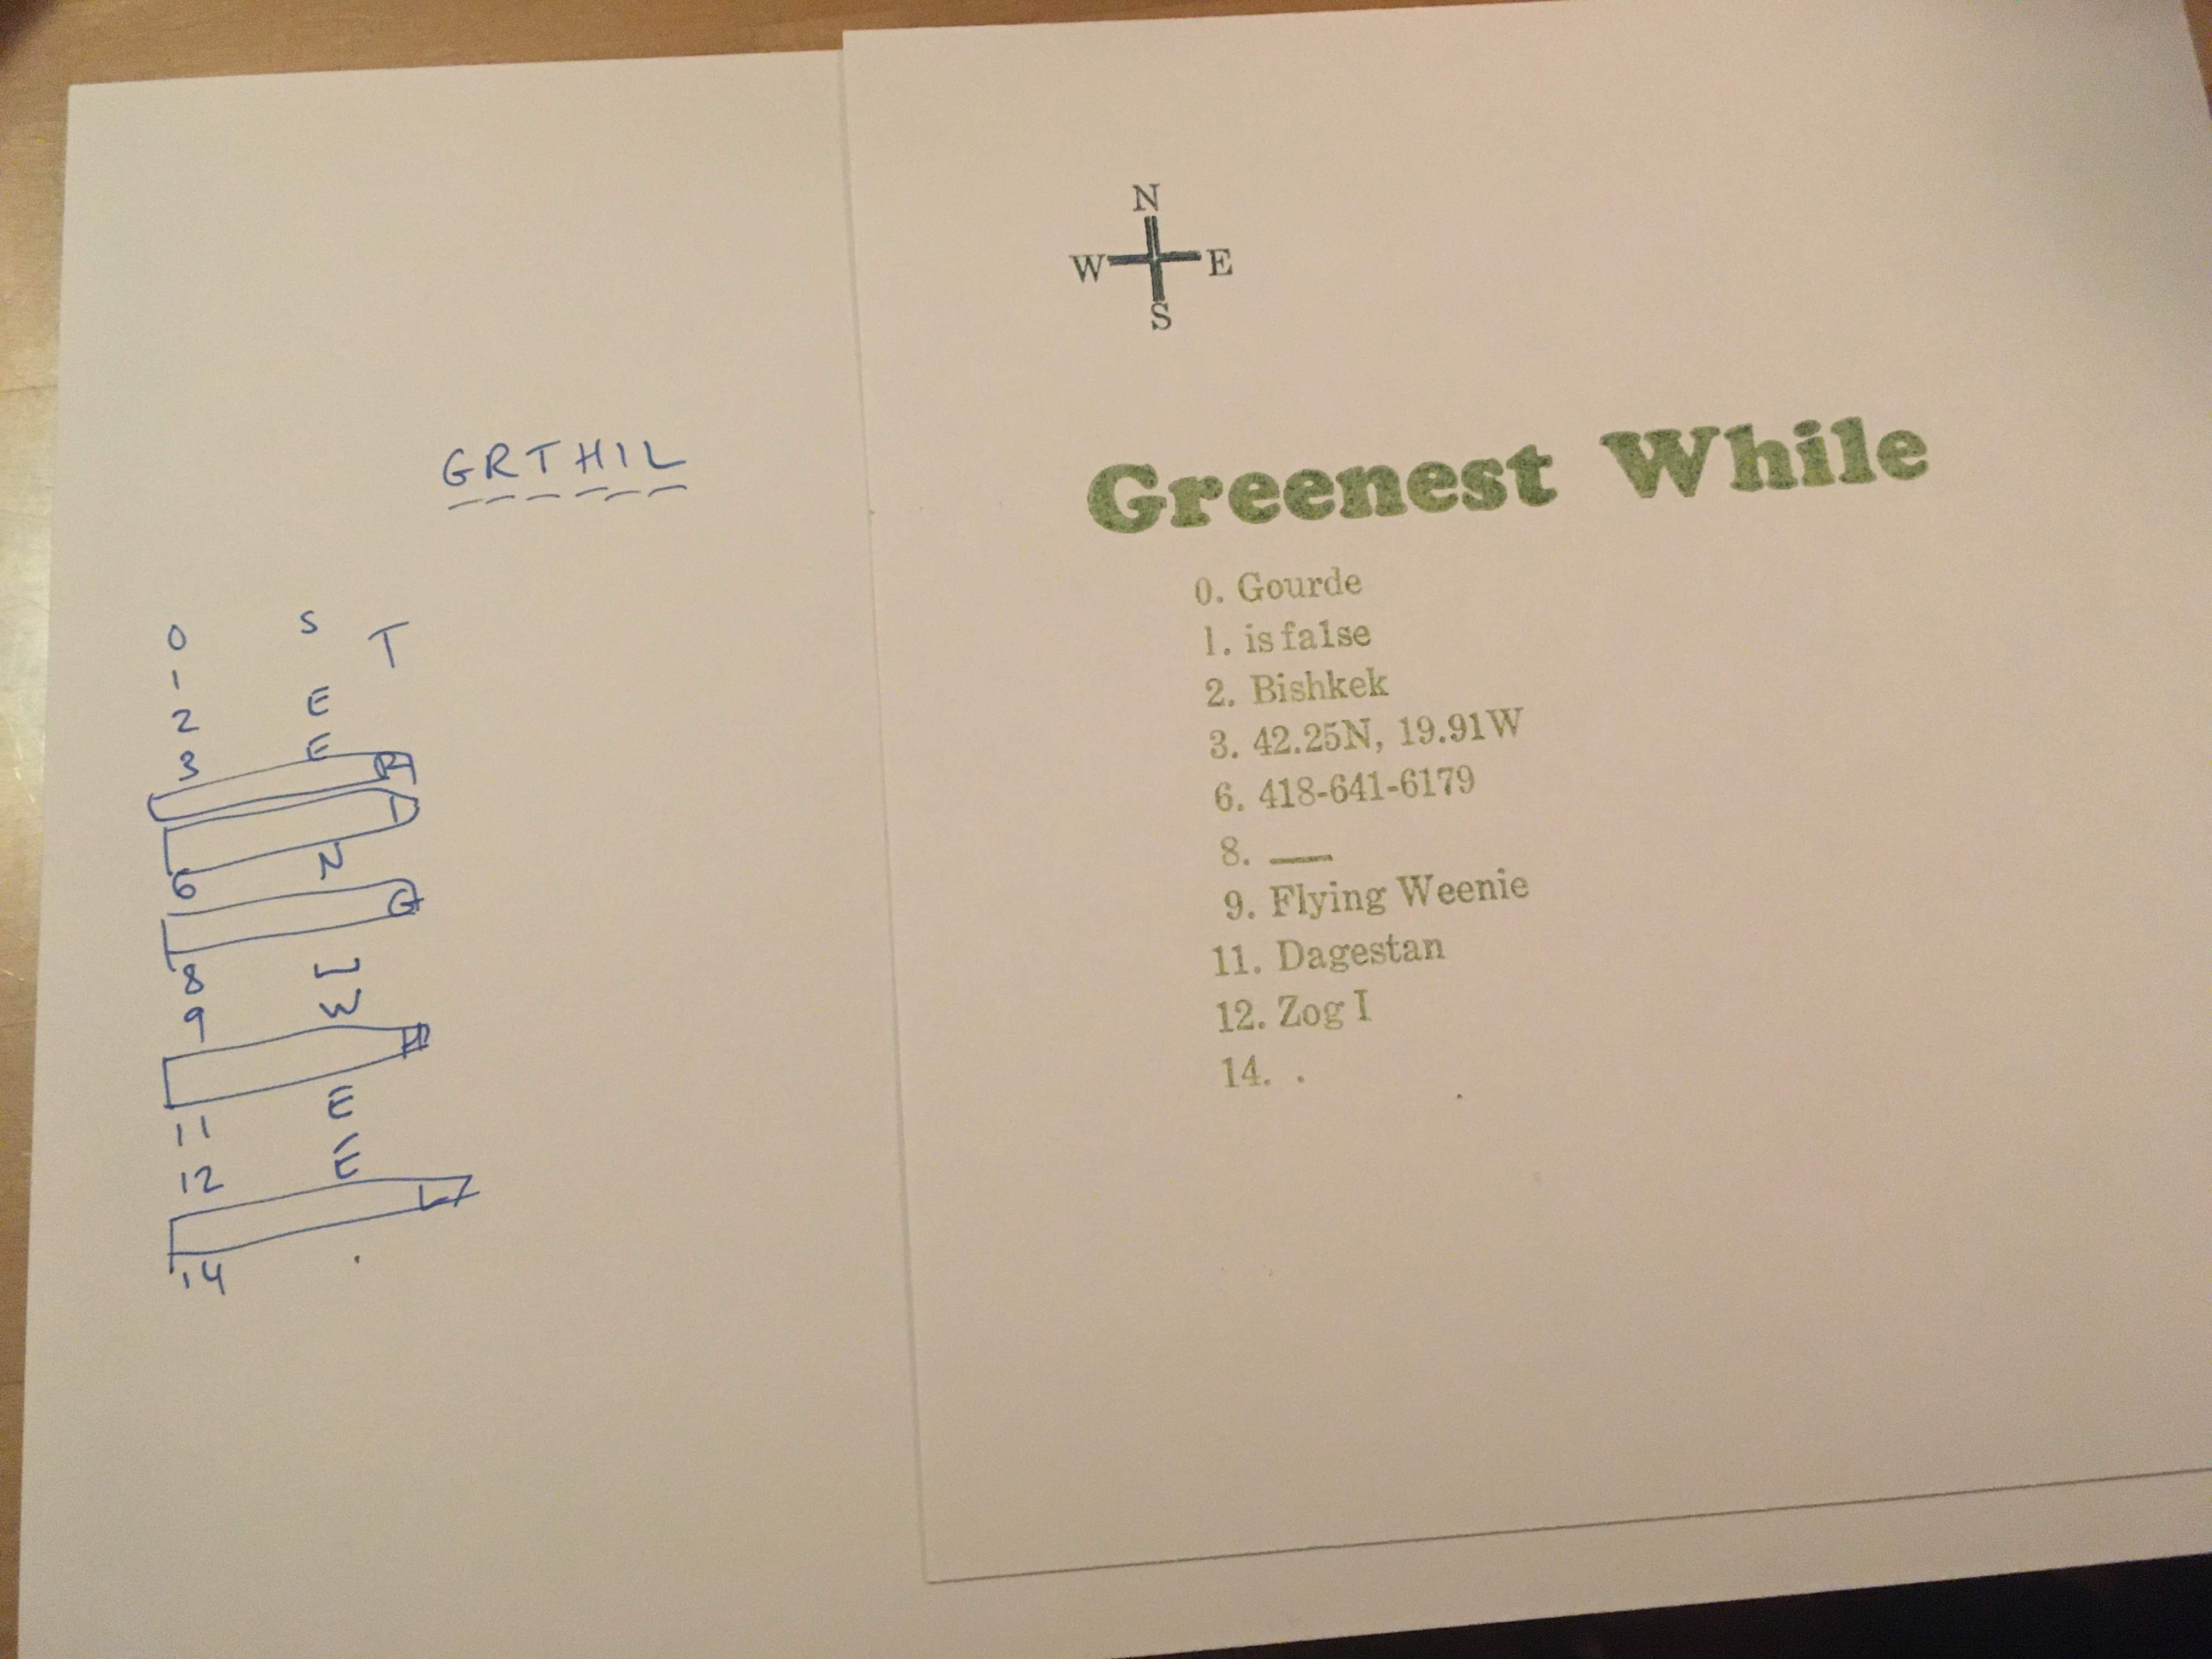 GRTHIL
0 S T
1
2 E
3 E
R
I
6 N
G
8
9 W
H
11 E
12 E
L
14 .
N
W E
S
Greenest While
0. Gourde
1. is false
2. Bishkek
3. 42.25N, 19.91W
6. 418-641-6179
8. __
9. Flying Weenie
11. Dagestan
12. Zog I
14. .